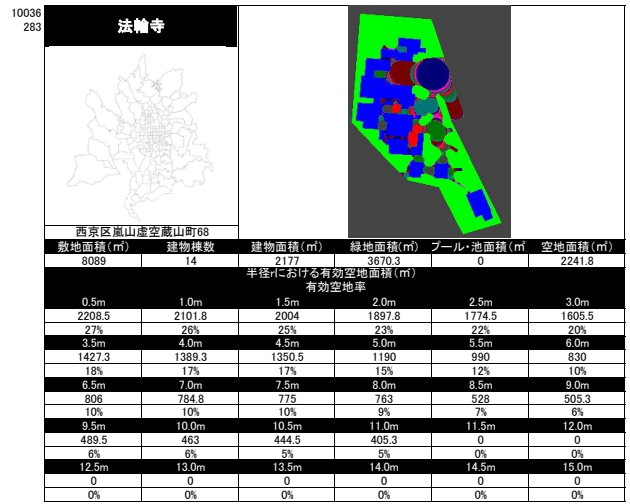 10036
283
法輪寺
西京区嵐山虚空蔵山町68
敷地面積(㎡) 建物棟数 建物面積(㎡) 緑地面積(㎡) プール・池面積(㎡ 空地面積(㎡)
8089 14 2177 3670.3 0 2241.8
半径rにおける有効空地面積(㎡)
有効空地率
0.5m 1.0m 1.5m 2.0m 2.5m 3.0m
2208.5 2101.8 2004 1897.8 1774.5 1605.5
27% 26% 25% 23% 22% 20%
3.5m 4.0m 4.5m 5.0m 5.5m 6.0m
1427.3 1389.3 1350.5 1190 990 830
18% 17% 17% 15% 12% 10%
6.5m 7.0m 7.5m 8.0m 8.5m 9.0m
806 784.8 775 763 528 505.3
10% 10% 10% 9% 7% 6%
9.5m 10.0m 10.5m 11.0m 11.5m 12.0m
489.5 463 444.5 405.3 0 0
6% 6% 5% 5% 0% 0%
12.5m 13.0m 13.5m 14.0m 14.5m 15.0m
0 0 0 0 0 0
0% 0% 0% 0% 0% 0%